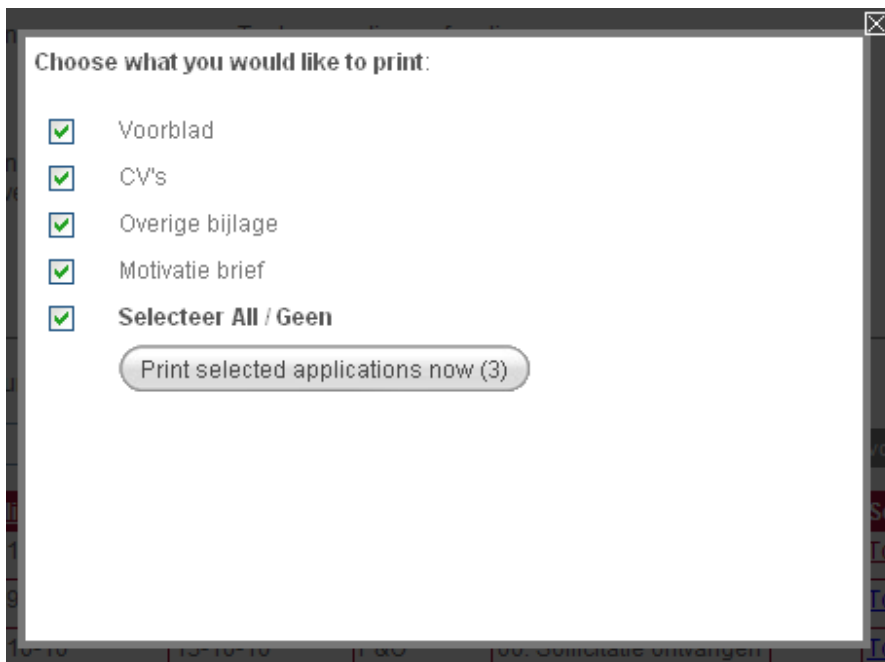 Choose what you would like to print:
Voorblad
CV's
Overige bijlage
Motivatie brief
Selecteer All / Geen
Print selected applications now (3)